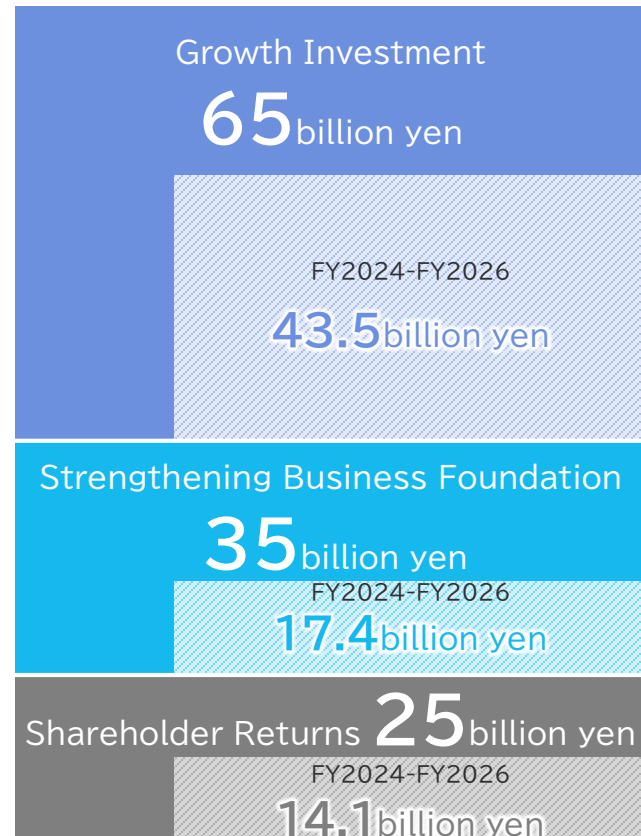 Growth Investment
65billion yen
FY2024-FY2026
43.5billion yen
Strengthening Business Foundation
35billion yen
FY2024-FY2026
17.4billion yen
Shareholder Returns 25billion yen
FY2024-FY2026
14.1billion yen